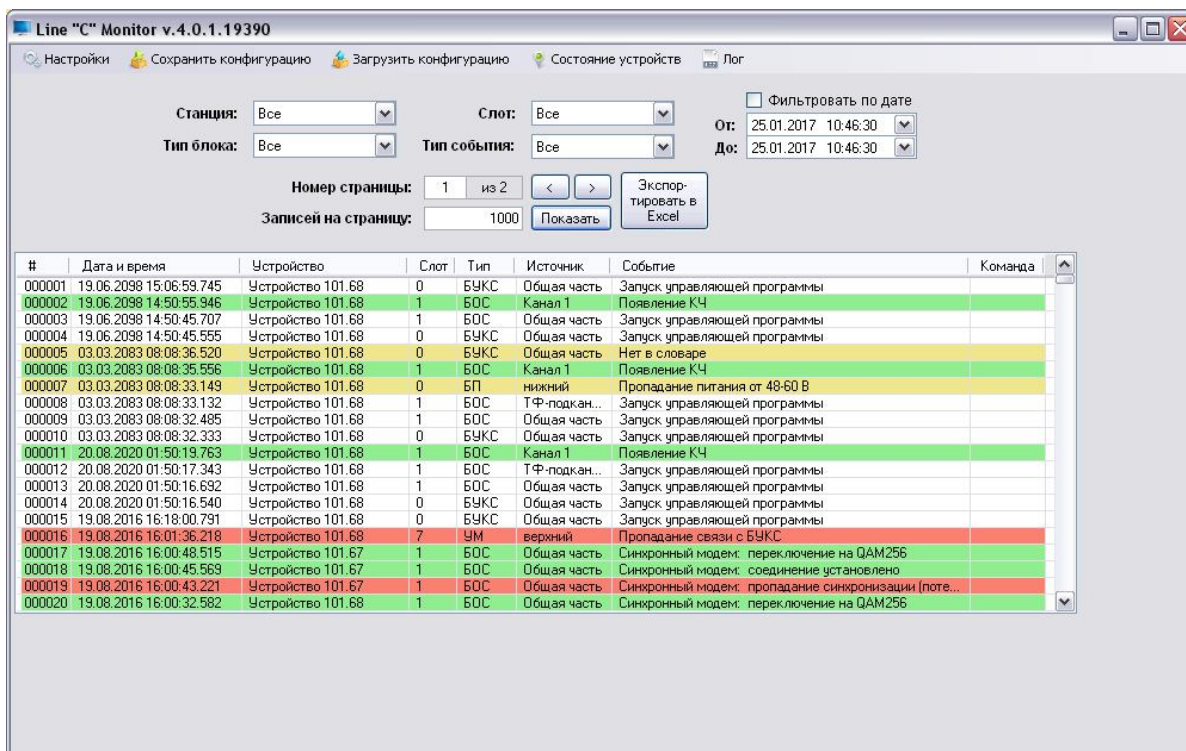 Line "C" Monitor v.4.0.1.19390
Настройки Сохранить конфигурацию Загрузить конфигурацию Состояние устройств Лог
Станция: Все Слот: Все Фильтровать по дате
От: 25.01.2017 10:46:30
Тип блока: Все Тип события: Все До: 25.01.2017 10:46:30
Номер страницы: 1 из 2 < > Экспор-
тировать в
Excel
Записей на страницу: 1000 Показать
# Дата и время Устройство Слот Тип Источник Событие Команда
000001 19.06.2098 15:06:59.745 Устройство 101.68 0 БУКС Общая часть Запуск управляющей программы
000002 19.06.2098 14:50:55.946 Устройство 101.68 1 БОС Канал 1 Появление КЧ
000003 19.06.2098 14:50:45.707 Устройство 101.68 1 БОС Общая часть Запуск управляющей программы
000004 19.06.2098 14:50:45.555 Устройство 101.68 0 БУКС Общая часть Запуск управляющей программы
000005 03.03.2083 08:08:36.520 Устройство 101.68 0 БУКС Общая часть Нет в словаре
000006 03.03.2083 08:08:35.556 Устройство 101.68 1 БОС Канал 1 Появление КЧ
000007 03.03.2083 08:08:33.149 Устройство 101.68 0 БП нижний Пропадание питания от 48-60 В
000008 03.03.2083 08:08:33.132 Устройство 101.68 1 БОС ТФ-подкан... Запуск управляющей программы
000009 03.03.2083 08:08:32.485 Устройство 101.68 1 БОС Общая часть Запуск управляющей программы
000010 03.03.2083 08:08:32.333 Устройство 101.68 0 БУКС Общая часть Запуск управляющей программы
000011 20.08.2020 01:50:19.763 Устройство 101.68 1 БОС Канал 1 Появление КЧ
000012 20.08.2020 01:50:17.343 Устройство 101.68 1 БОС ТФ-подкан... Запуск управляющей программы
000013 20.08.2020 01:50:16.692 Устройство 101.68 1 БОС Общая часть Запуск управляющей программы
000014 20.08.2020 01:50:16.540 Устройство 101.68 0 БУКС Общая часть Запуск управляющей программы
000015 19.08.2016 16:18:00.791 Устройство 101.68 0 БУКС Общая часть Запуск управляющей программы
000016 19.08.2016 16:01:36.218 Устройство 101.68 7 УМ верхний Пропадание связи с БУКС
000017 19.08.2016 16:00:48.515 Устройство 101.67 1 БОС Общая часть Синхронный модем: переключение на QAM256
000018 19.08.2016 16:00:45.569 Устройство 101.67 1 БОС Общая часть Синхронный модем: соединение установлено
000019 19.08.2016 16:00:43.221 Устройство 101.67 1 БОС Общая часть Синхронный модем: пропадание синхронизации (поте...
000020 19.08.2016 16:00:32.582 Устройство 101.68 1 БОС Общая часть Синхронный модем: переключение на QAM256